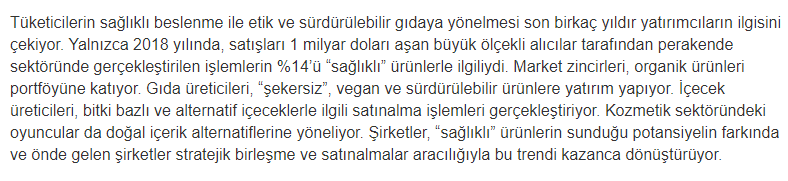 Tüketicilerin sağlıklı beslenme ile etik ve sürdürülebilir gıdaya yönelmesi son birkaç yıldır yatırımcıların ilgisini
çekiyor. Yalnızca 2018 yılında, satışları 1 milyar doları aşan büyük ölçekli alıcılar tarafından perakende
sektöründe gerçekleştirilen işlemlerin %14’ü “sağlıklı” ürünlerle ilgiliydi. Market zincirleri, organik ürünleri
portföyüne katıyor. Gıda üreticileri, “şekersiz”, vegan ve sürdürülebilir ürünlere yatırım yapıyor. İçecek
üreticileri, bitki bazlı ve alternatif içeceklerle ilgili satınalma işlemleri gerçekleştiriyor. Kozmetik sektöründeki
oyuncular da doğal içerik alternatiflerine yöneliyor. Şirketler, “sağlıklı” ürünlerin sunduğu potansiyelin farkında
ve önde gelen şirketler stratejik birleşme ve satınalmalar aracılığıyla bu trendi kazanca dönüştürüyor.